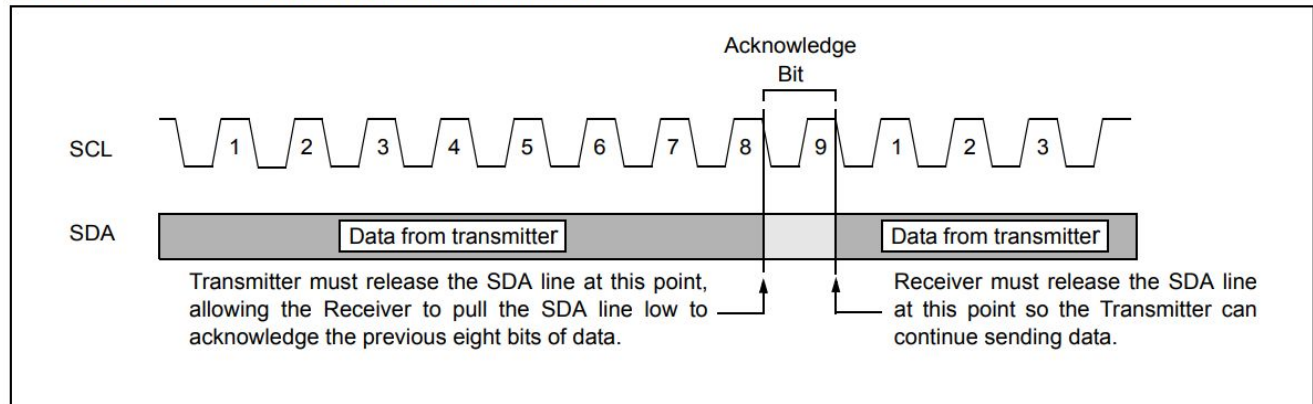 Acknowledge
Bit
SCL
1 2 3 4 5 6 7 8 9 1 2 3
SDA
Data from transmitter
Data from transmitter
Transmitter must release the SDA line at this point,
allowing the Receiver to pull the SDA line low to
acknowledge the previous eight bits of data.
Receiver must release the SDA line
at this point so the Transmitter can
continue sending data.